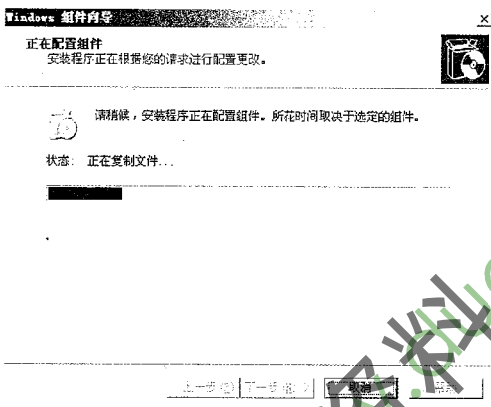 Windows 组件向导
正在配置组件
安装程序正在根据您的请求进行配置更改。
请稍候，安装程序正在配置组件。所花时间取决于选定的组件。
状态: 正在复制文件...
上一步(B) 下一步(N) > 取消 帮助